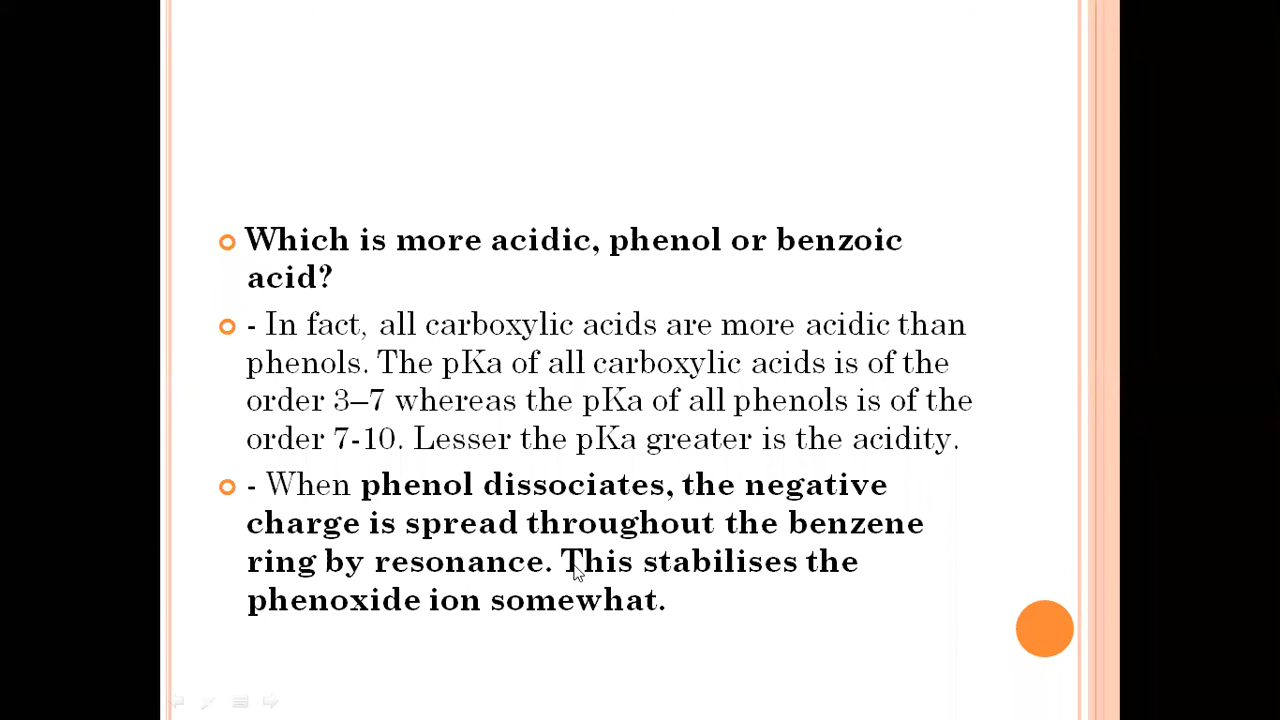 Which is more acidic, phenol or benzoic
acid?
- In fact, all carboxylic acids are more acidic than
phenols. The pKa of all carboxylic acids is of the
order 3–7 whereas the pKa of all phenols is of the
order 7-10. Lesser the pKa greater is the acidity.
- When phenol dissociates, the negative
charge is spread throughout the benzene
ring by resonance. This stabilises the
phenoxide ion somewhat.